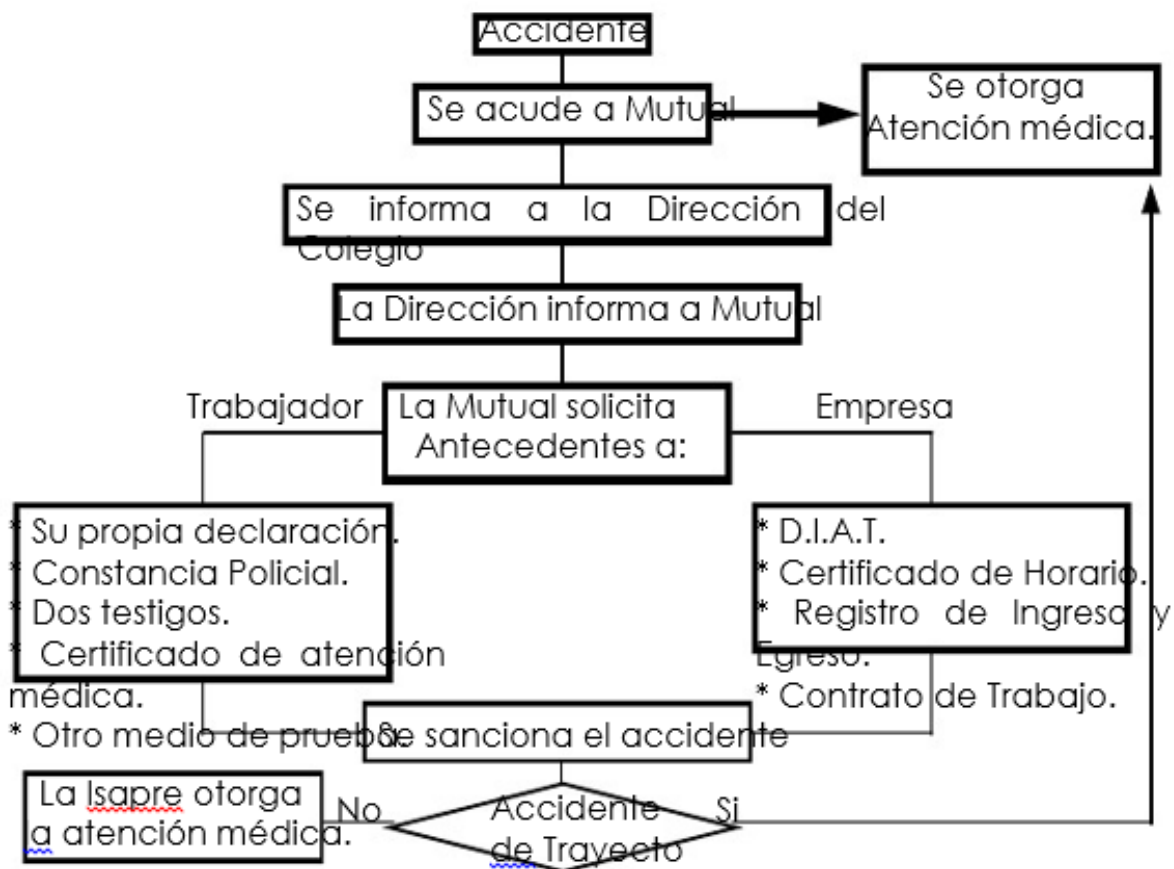 Accidente
Se acude a Mutual
Se otorga
Atención médica.
Se informa a la Dirección del
Colegio
La Dirección informa a Mutual
Trabajador
La Mutual solicita
Antecedentes a:
Empresa
* Su propia declaración.
* Constancia Policial.
* Dos testigos.
* Certificado de atención
médica.
* Otro medio de prueba.
* D.I.A.T.
* Certificado de Horario.
* Registro de Ingreso y
Egreso.
* Contrato de Trabajo.
Se sanciona el accidente
La Isapre otorga
a atención médica.
No
Accidente
de Trayecto
Si